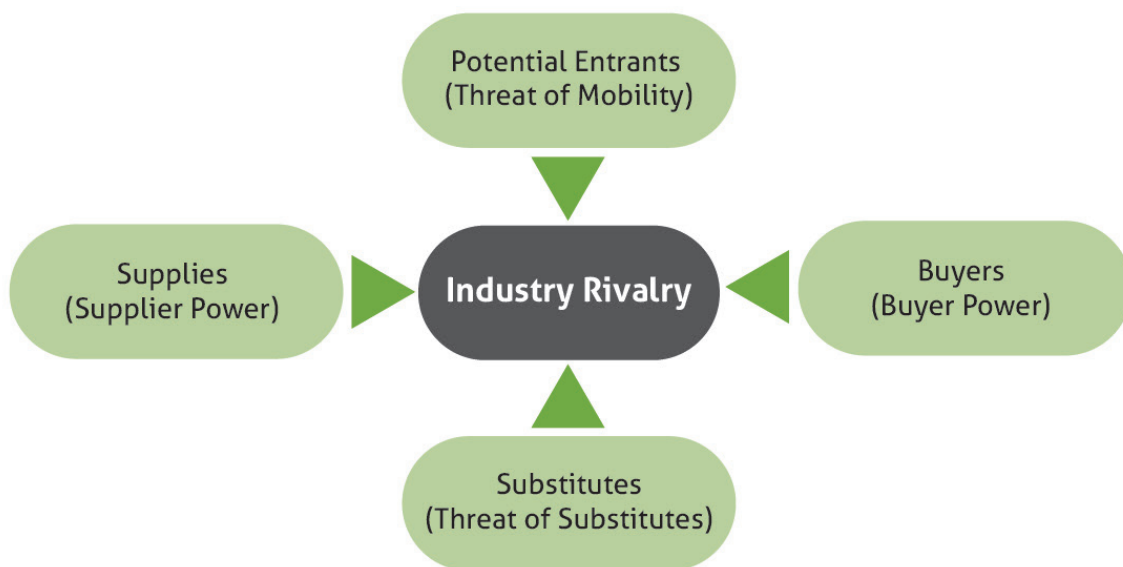 Potential Entrants
(Threat of Mobility)
Supplies
(Supplier Power)
Industry Rivalry
Buyers
(Buyer Power)
Substitutes
(Threat of Substitutes)